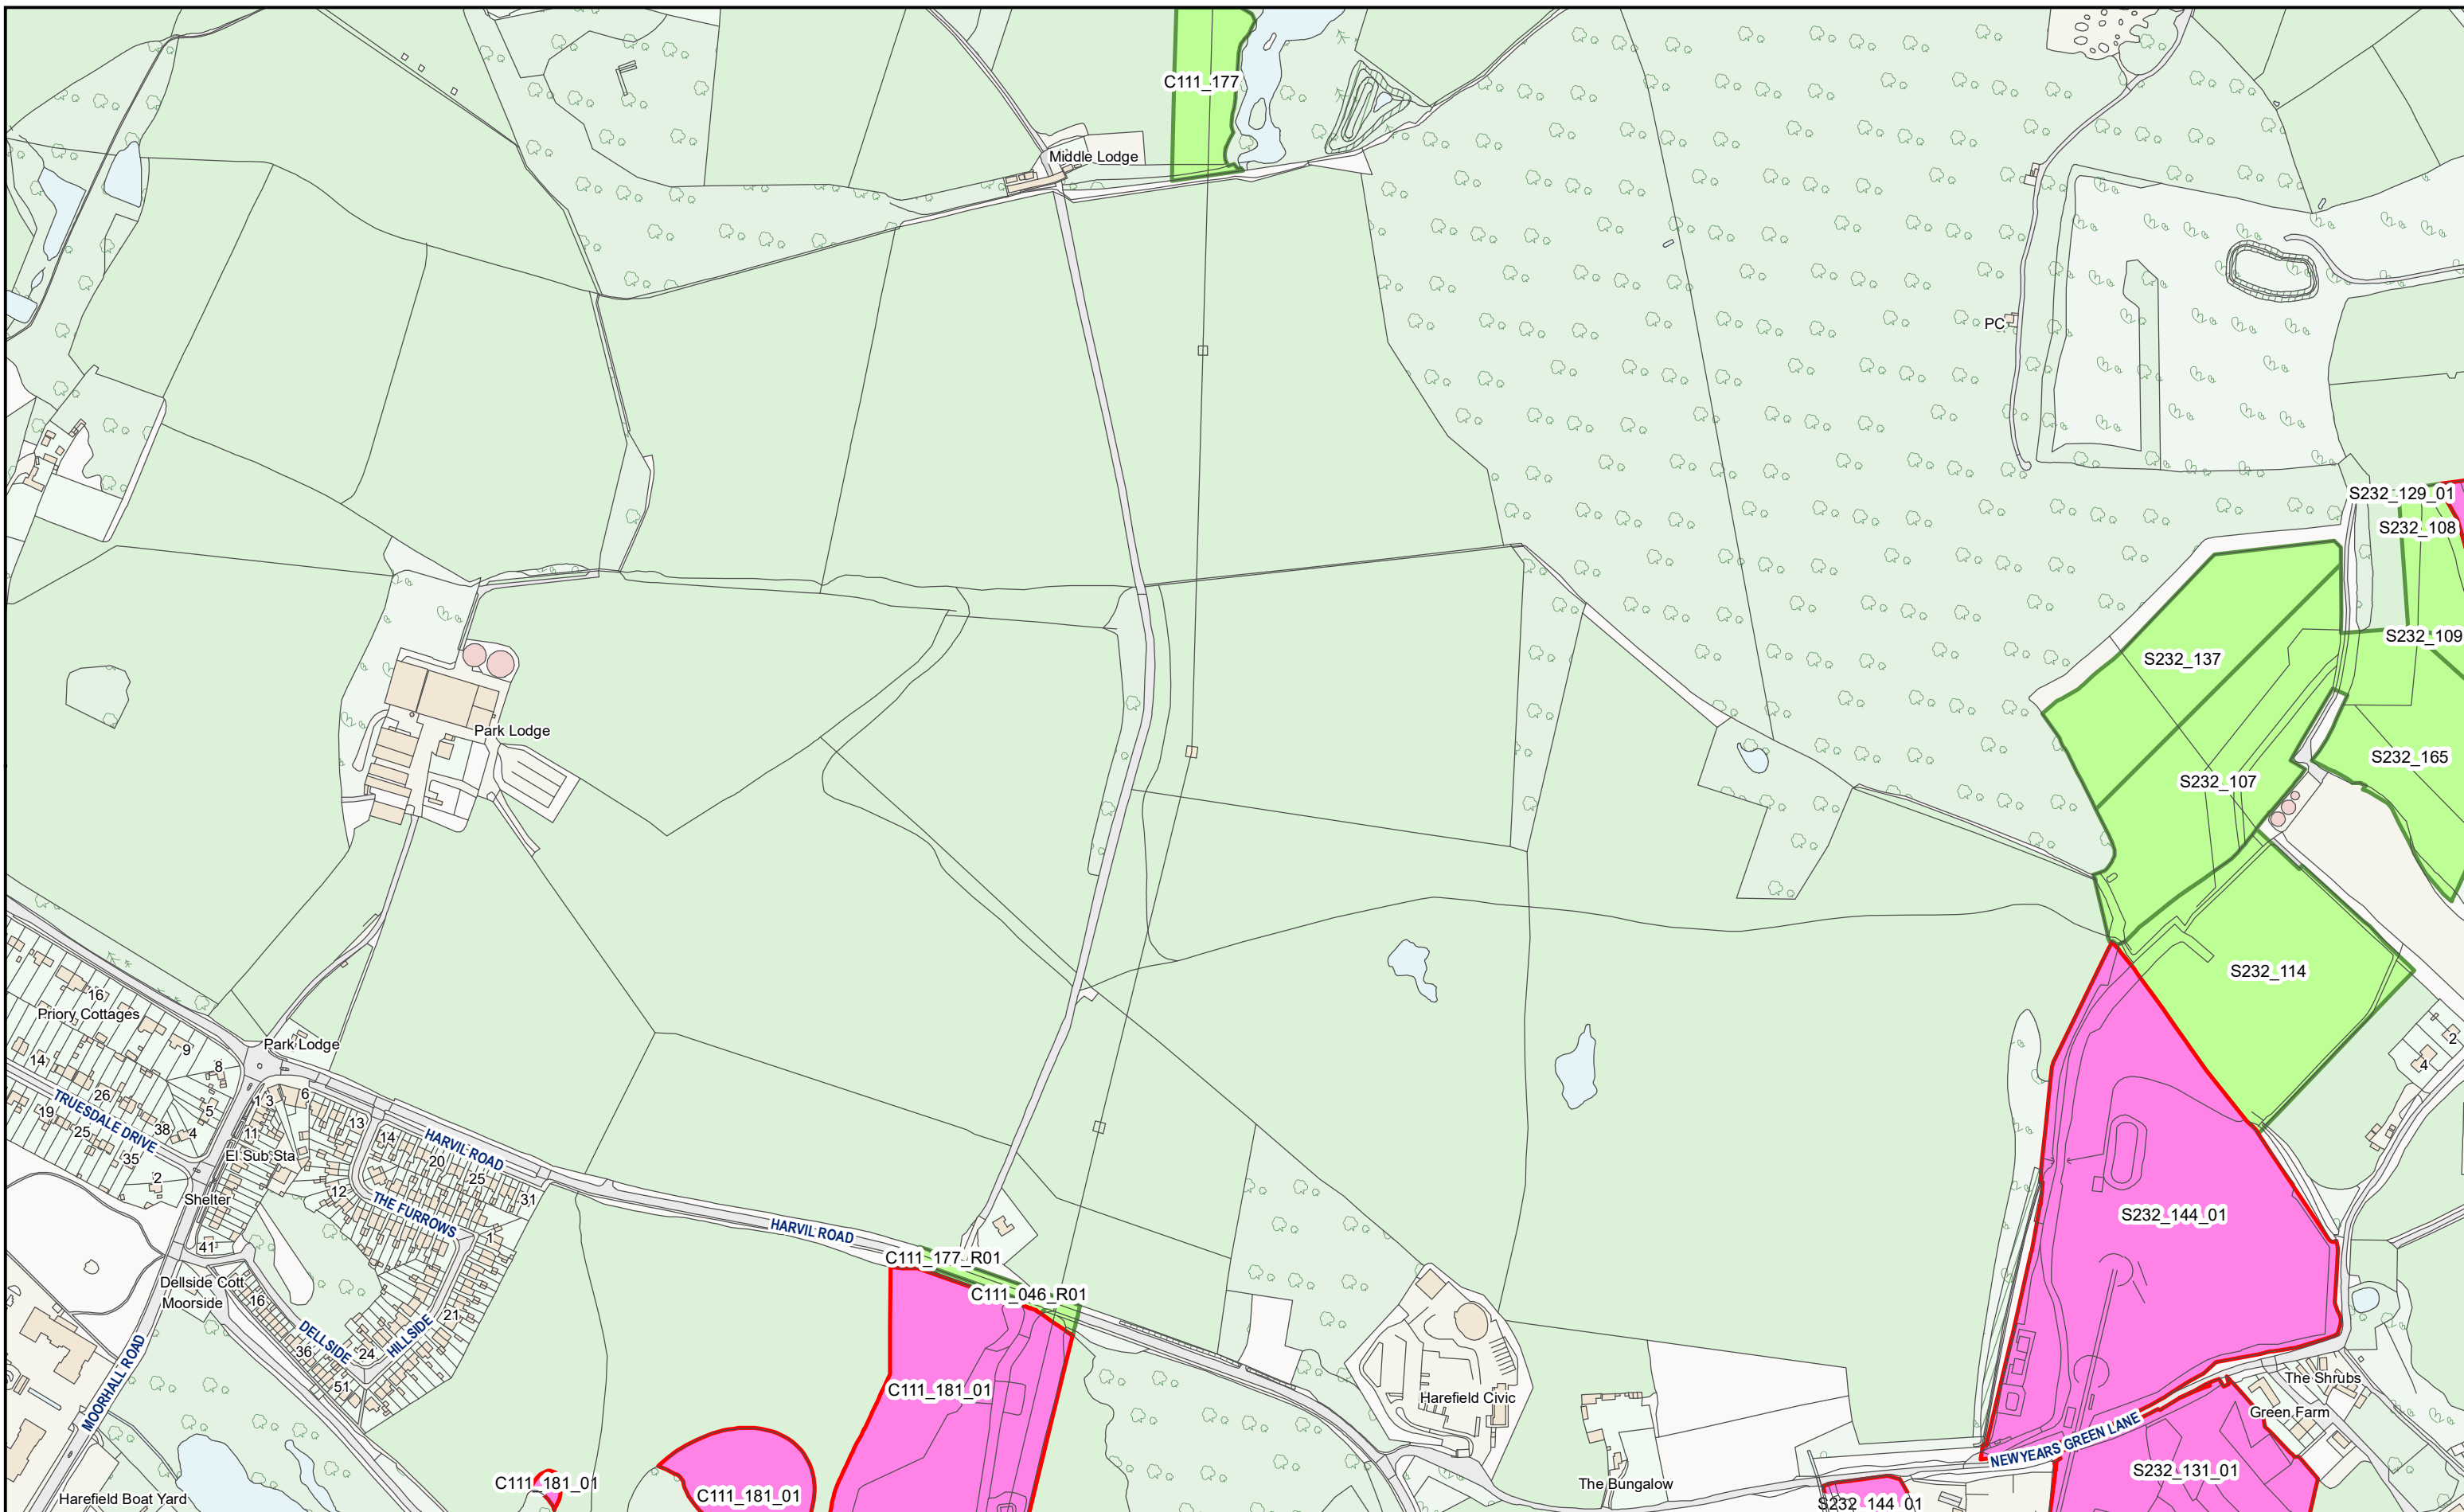 C111_177
Middle Lodge
PC
S232_129_01
S232_108
S232_109
S232_137
S232_165
S232_107
Park Lodge
S232_114
16
Priory Cottages
9
14
8
Park Lodge
2
4
26
6
TRUESDALE DRIVE
19
5
1 3
25
38
4
11
13
14
HARVIL ROAD
35
El Sub Sta
20
2
25
12
31
Shelter
THE FURROWS
S232_144_01
HARVIL ROAD
1
41
C111_177_R01
Dellside Cott
C111_046_R01
16
Moorside
21
DELLSIDE
HILLSIDE
36
24
MOORHALL ROAD
51
C111_181_01
Harefield Civic
The Shrubs
Green Farm
NEWYEARS GREEN LANE
C111_181_01
C111_181_01
The Bungalow
S232_131_01
Harefield Boat Yard
S232_144_01